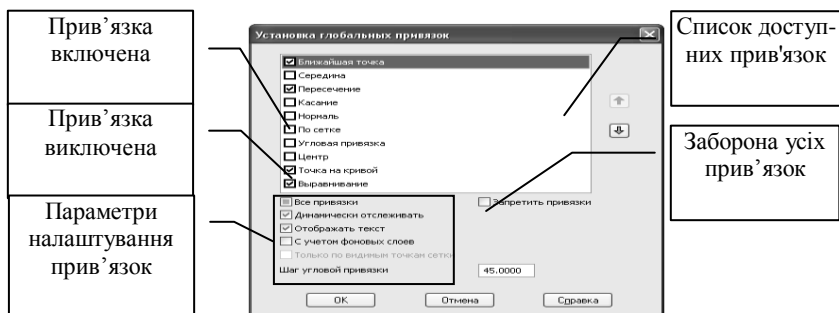 Прив’язка
включена
Прив’язка
виключена
Параметри
налаштування
прив’язок
Установка глобальных привязок
Ближайшая точка
Середина
Пересечение
Касание
Нормаль
По сетке
Угловая привязка
Центр
Точка на кривой
Выравнивание
Все привязки
Запретить привязки
Динамически отслеживать
Отображать текст
С учетом фоновых слоев
Только по видимым точкам сетки
Шаг угловой привязки
45.0000
OK
Отмена
Справка
Список доступ-
них прив'язок
Заборона усіх
прив’язок